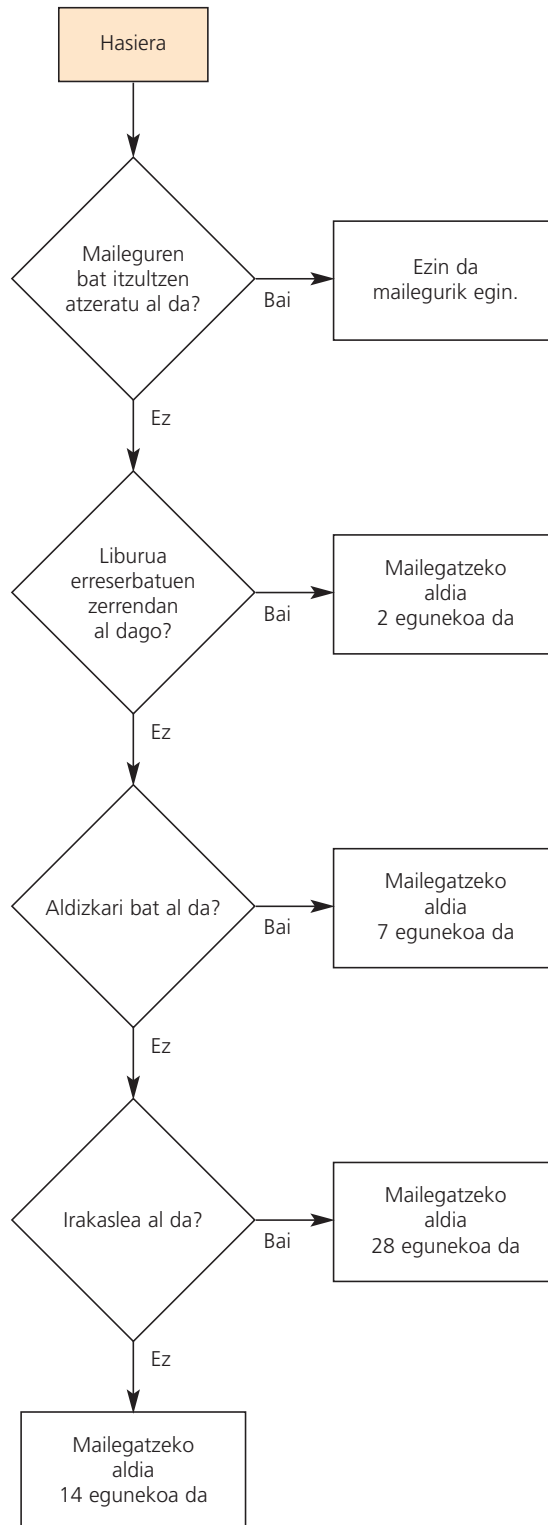 Hasiera
Maileguren
bat itzultzen
atzeratu al da?
Bai
Ezin da
mailegurik egin.
Ez
Liburua
erreserbatuen
zerrendan
al dago?
Bai
Mailegatzeko
aldia
2 egunekoa da
Ez
Aldizkari bat al da?
Bai
Mailegatzeko
aldia
7 egunekoa da
Ez
Irakaslea al da?
Bai
Mailegatzeko
aldia
28 egunekoa da
Ez
Mailegatzeko
aldia
14 egunekoa da